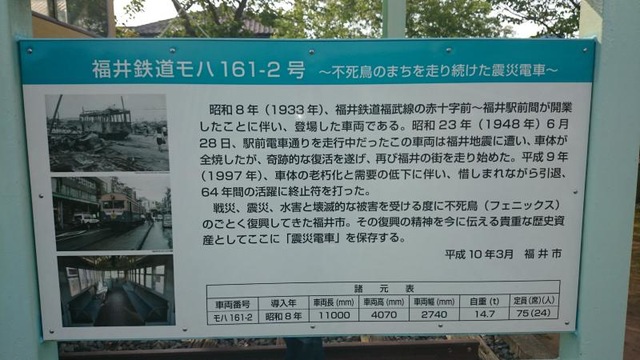 福井鉄道モハ161-2号 ～不死鳥のまちを走り続けた震災電車～
昭和8年（1933年）、福井鉄道福武線の赤十字前～福井駅前間が開業
したことに伴い、登場した車両である。昭和23年（1948年）6月
28日、駅前電車通りを走行中だったこの車両は福井地震に遭い、車体が
全焼したが、奇跡的な復活を遂げ、再び福井の街を走り始めた。平成9年
（1997年）、車体の老朽化と需要の低下に伴い、惜しまれながら引退、
64年間の活躍に終止符を打った。
戦災、震災、水害と壊滅的な被害を受ける度に不死鳥（フェニックス）
のごとく復興してきた福井市。その復興の精神を今に伝える貴重な歴史資
産としてここに「震災電車」を保存する。
平成10年3月 福井市
諸元表
車両番号 導入年 車両長(mm) 車両高(mm) 車両幅(mm) 自重(t) 定員(席)(人)
モハ161-2 昭和8年 11000 4070 2740 14.7 75(24)